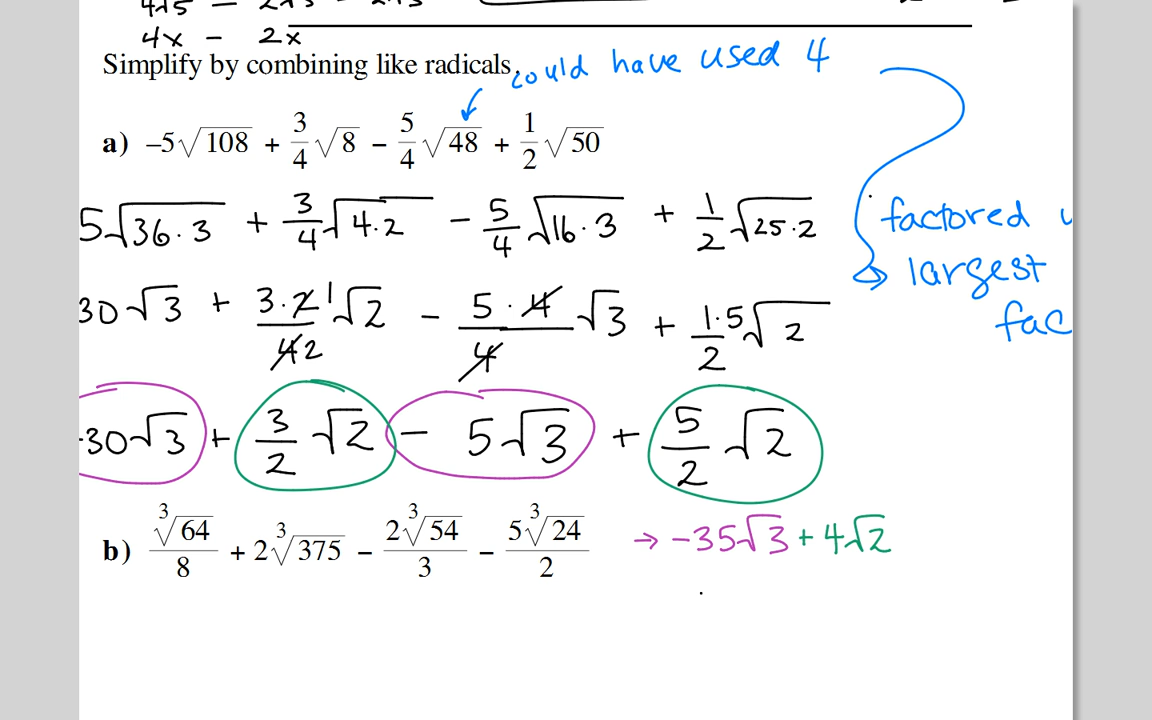 4x - 2x
Simplify by combining like radicals.
could have used 4
a) –5√108 + 3/4 √8 – 5/4 √48 + 1/2 √50
5√36·3 + 3/4 √4·2 - 5/4 √16·3 + 1/2 √25·2
factored
largest
fac
30√3 + 3·2 1/4 2 √2 - 5·4/4 √3 + 1·5/2 √2
-30√3 + 3/2 √2 - 5√3 + 5/2 √2
b) ∛64/8 + 2∛375 – 2∛54/3 – 5∛24/2
→ -35√3 + 4√2